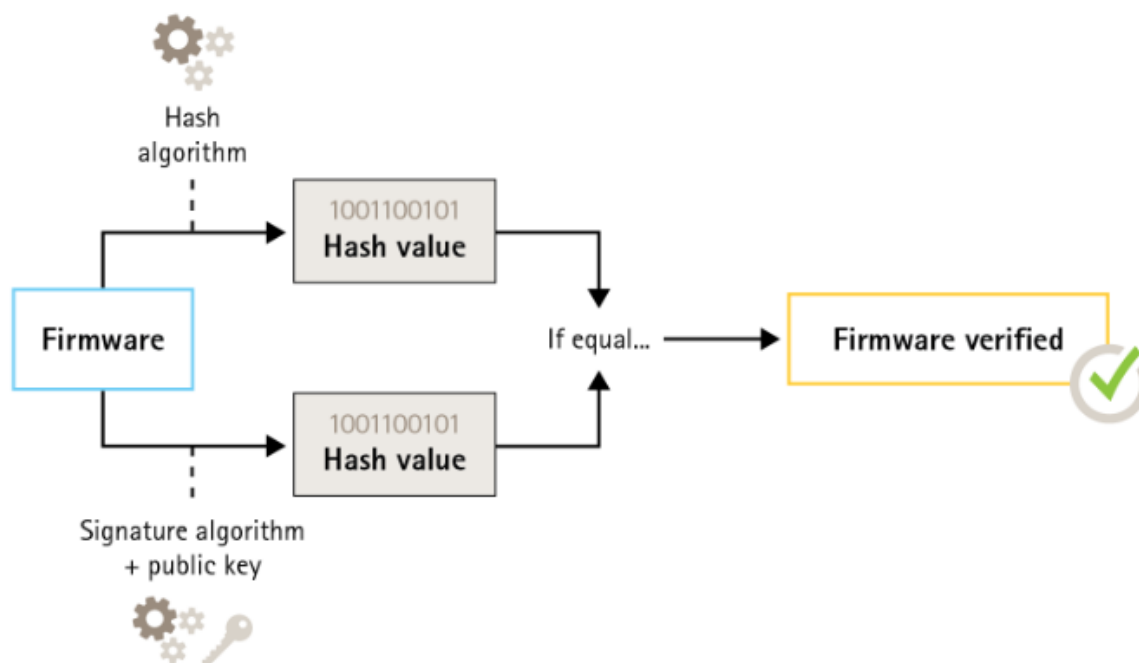 Hash
algorithm
1001100101
Hash value
Firmware
If equal...
Firmware verified
1001100101
Hash value
Signature algorithm
+ public key